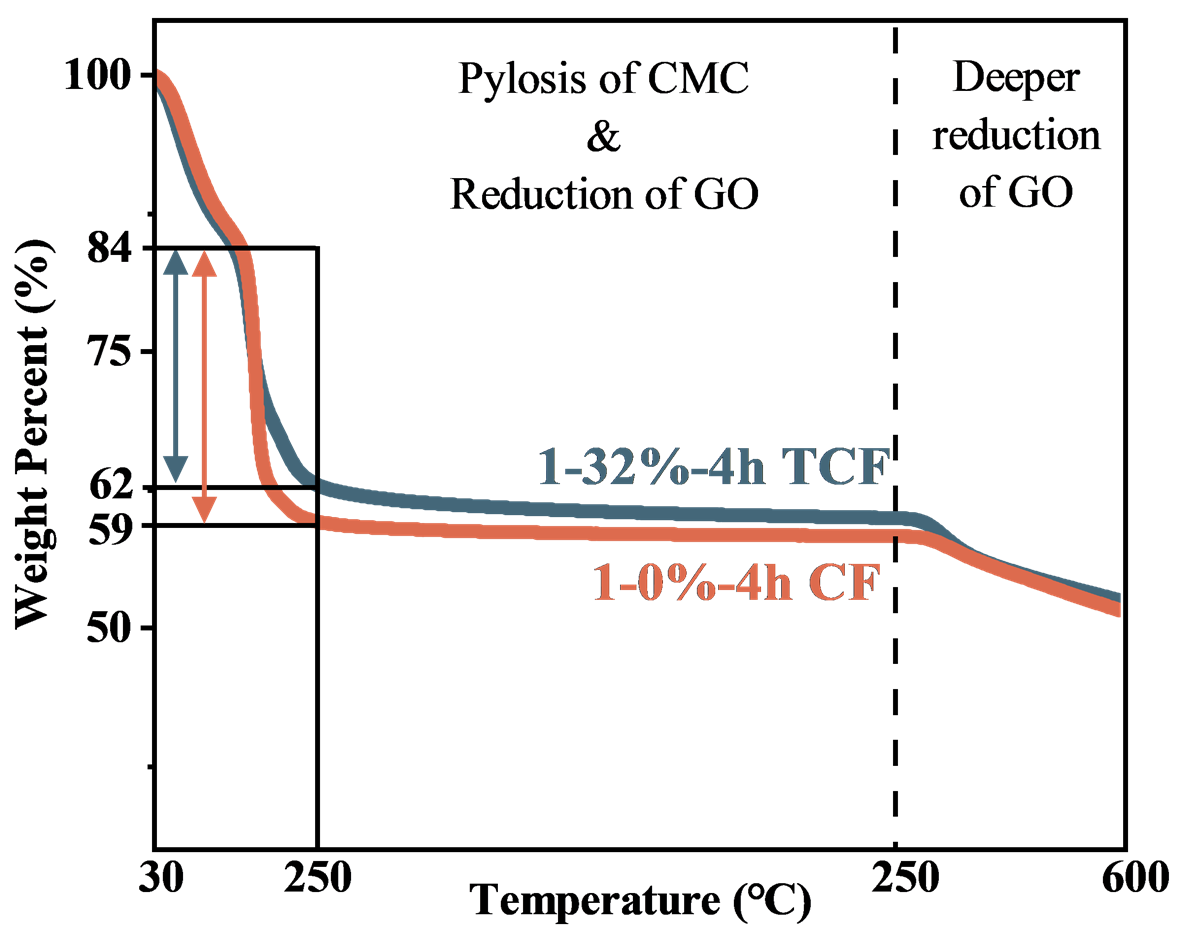 100
84
75
62
59
50
Weight Percent (%)
Pylosis of CMC
&
Reduction of GO
Deeper
reduction
of GO
1-32%-4h TCF
1-0%-4h CF
30
250
250
600
Temperature (°C)